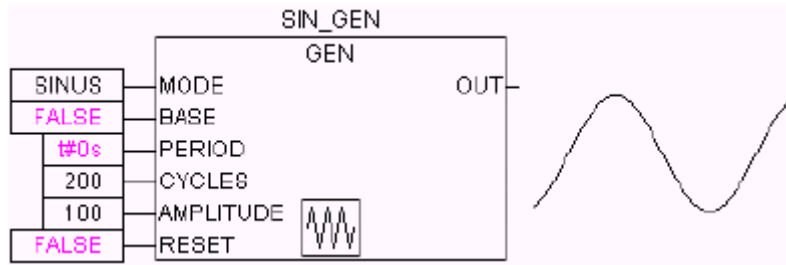 SIN_GEN
GEN
SINUS MODE OUT
FALSE BASE
t#0s PERIOD
200 CYCLES
100 AMPLITUDE
FALSE RESET